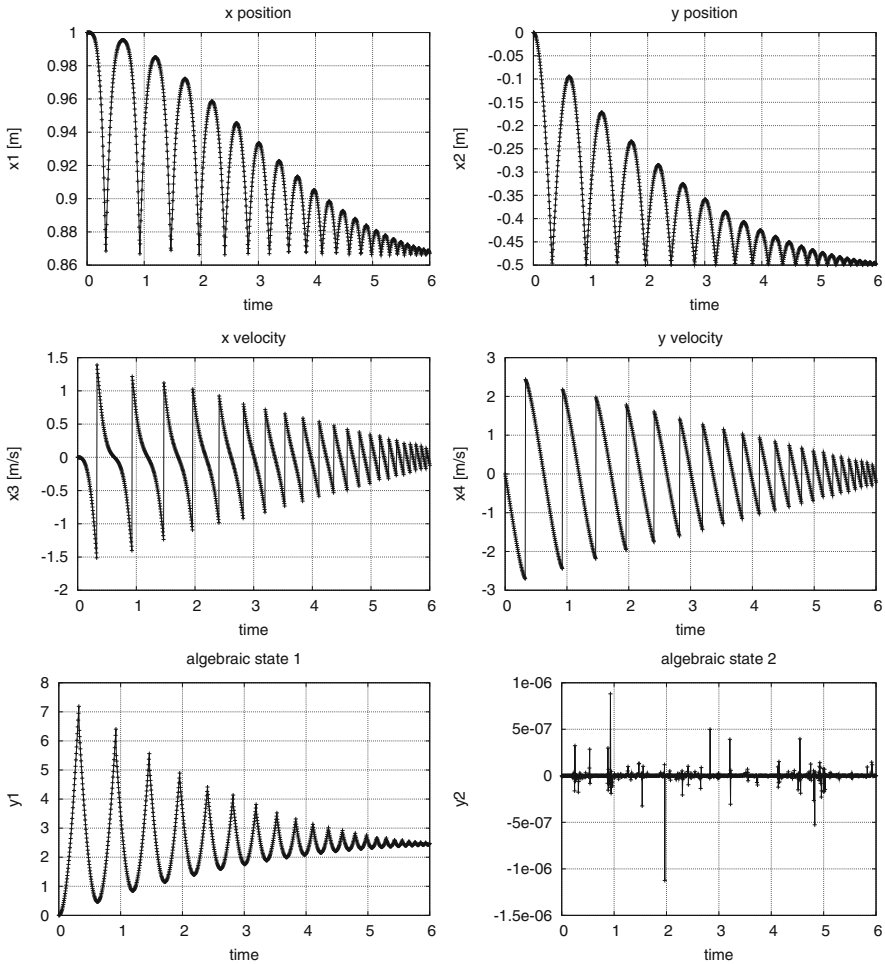 x position
x1 [m]
1
0.98
0.96
0.94
0.92
0.9
0.88
0.86
0 1 2 3 4 5 6
time
y position
x2 [m]
0
-0.05
-0.1
-0.15
-0.2
-0.25
-0.3
-0.35
-0.4
-0.45
-0.5
0 1 2 3 4 5 6
time
x velocity
x3 [m/s]
1.5
1
0.5
0
-0.5
-1
-1.5
-2
0 1 2 3 4 5 6
time
y velocity
x4 [m/s]
3
2
1
0
-1
-2
-3
0 1 2 3 4 5 6
time
algebraic state 1
y1
8
7
6
5
4
3
2
1
0
0 1 2 3 4 5 6
time
algebraic state 2
y2
1e-06
5e-07
0
-5e-07
-1e-06
-1.5e-06
0 1 2 3 4 5 6
time